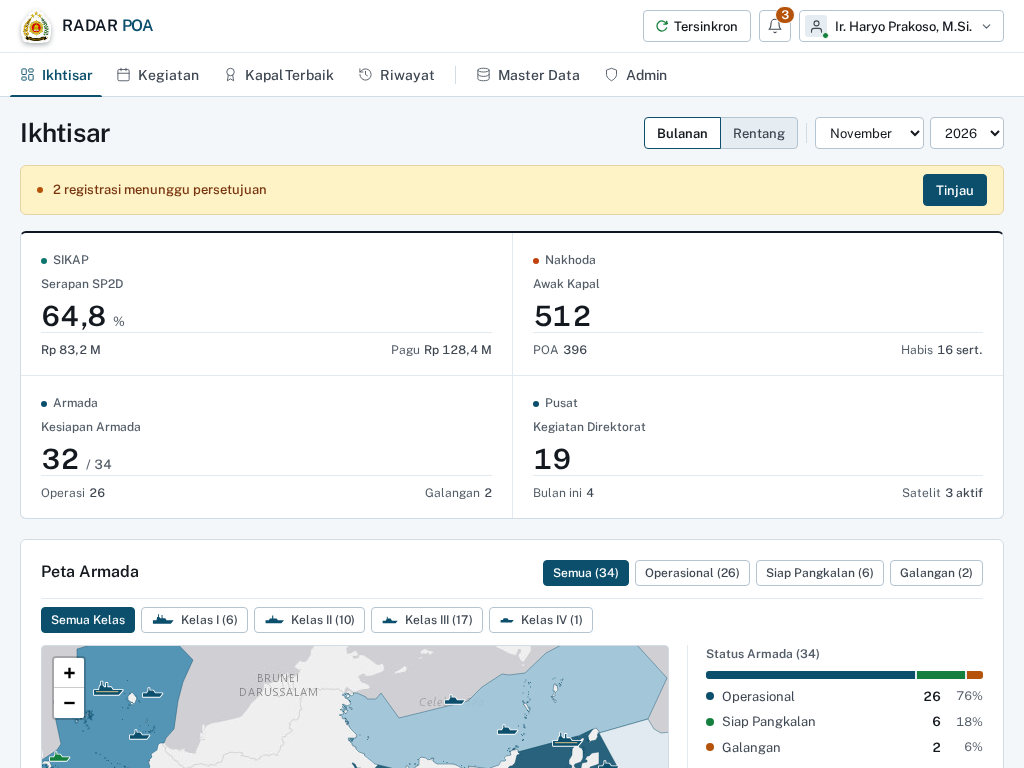 RADAR POA
Tersinkron
3
Ir. Haryo Prakoso, M.Si.
Ikhtisar
Kegiatan
Kapal Terbaik
Riwayat
Master Data
Admin
Ikhtisar
Bulanan
Rentang
November
2026
2 registrasi menunggu persetujuan
Tinjau
SIKAP
Serapan SP2D
64,8 %
Rp 83,2 M
Pagu Rp 128,4 M
Nakhoda
Awak Kapal
512
POA 396
Habis 16 sert.
Armada
Kesiapan Armada
32 / 34
Operasi 26
Galangan 2
Pusat
Kegiatan Direktorat
19
Bulan ini 4
Satelit 3 aktif
Peta Armada
Semua (34)
Operasional (26)
Siap Pangkalan (6)
Galangan (2)
Semua Kelas
Kelas I (6)
Kelas II (10)
Kelas III (17)
Kelas IV (1)
+
−
BRUNEI
DARUSSALAM
Status Armada (34)
Operasional 26 76%
Siap Pangkalan 6 18%
Galangan 2 6%